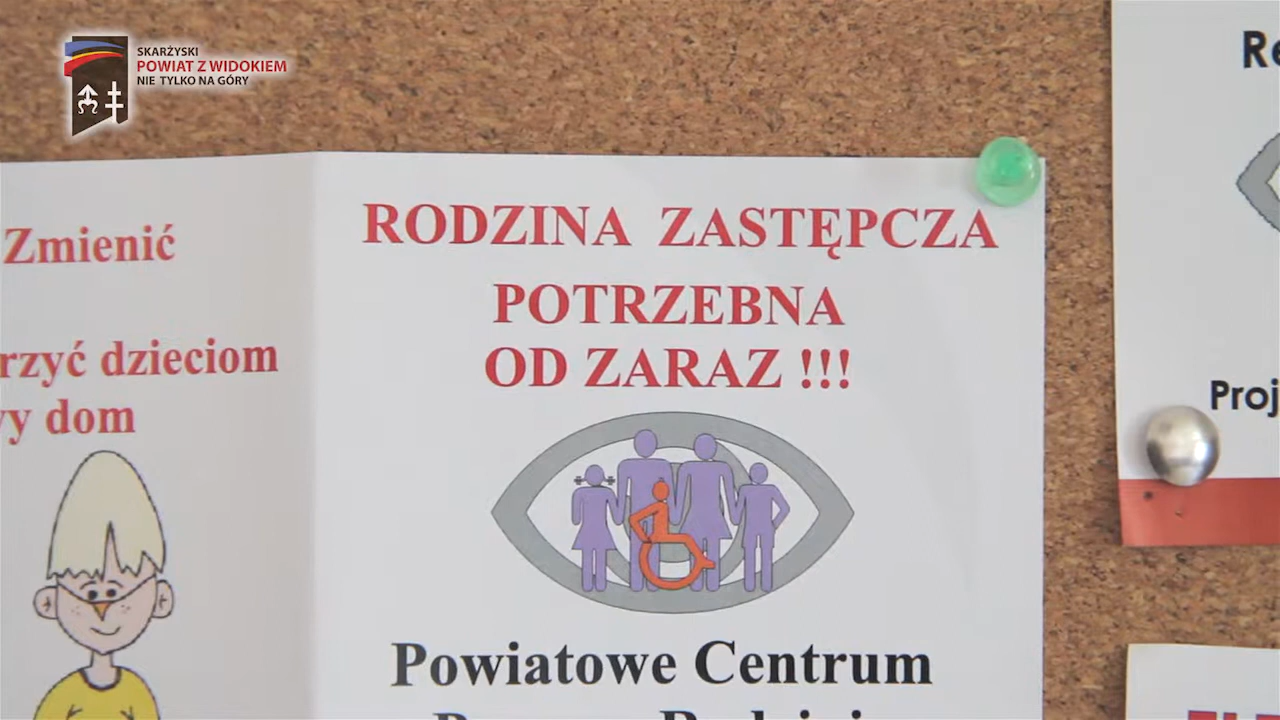 SKARŻYSKI
POWIAT Z WIDOKIEM
NIE TYLKO NA GÓRY
Zmienić
rzyć dzieciom
wy dom
RODZINA ZASTĘPCZA
POTRZEBNA
OD ZARAZ !!!
Powiatowe Centrum
Re
Proj